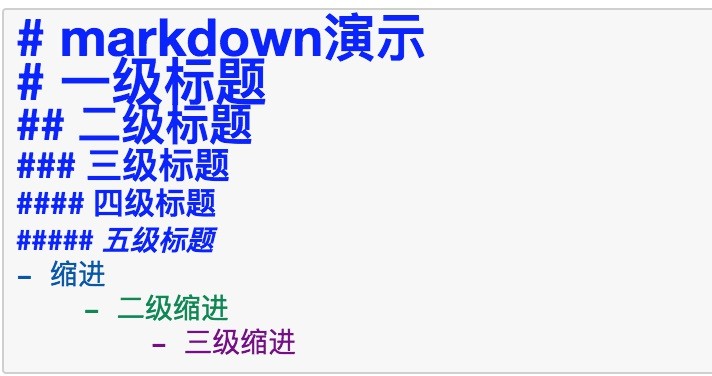 # markdown演示
# 一级标题
## 二级标题
### 三级标题
#### 四级标题
##### 五级标题
- 缩进
- 二级缩进
- 三级缩进